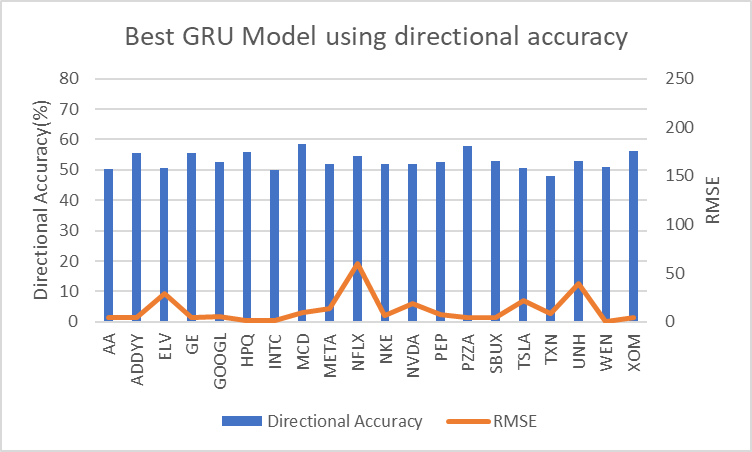 Best GRU Model using directional accuracy
Directional Accuracy(%)
80
70
60
50
40
30
20
10
0
250
200
150
100
50
0
RMSE
AA
ADDYY
ELV
GE
GOOGL
HPQ
INTC
MCD
META
NFLX
NKE
NVDA
PEP
PZZA
SBUX
TSLA
TXN
UNH
WEN
XOM
Directional Accuracy
RMSE